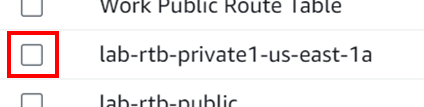 Work Public Route Table
lab-rtb-private1-us-east-1a
lab-rtb-public